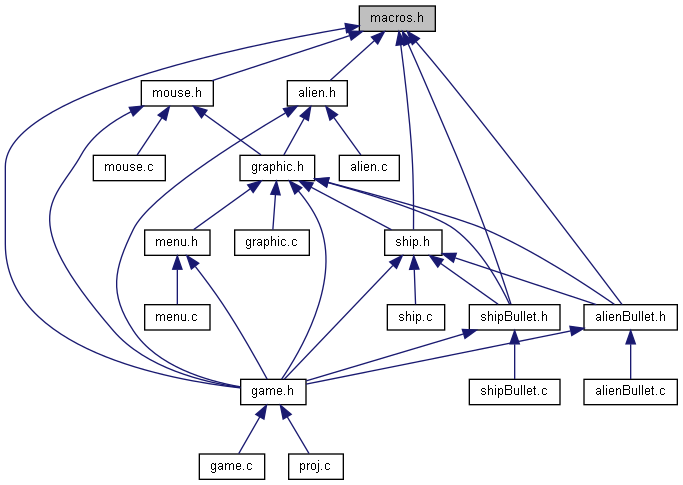 macros.h
mouse.h
alien.h
mouse.c
graphic.h
alien.c
menu.h
graphic.c
ship.h
menu.c
ship.c
shipBullet.h
alienBullet.h
game.h
shipBullet.c
alienBullet.c
game.c
proj.c